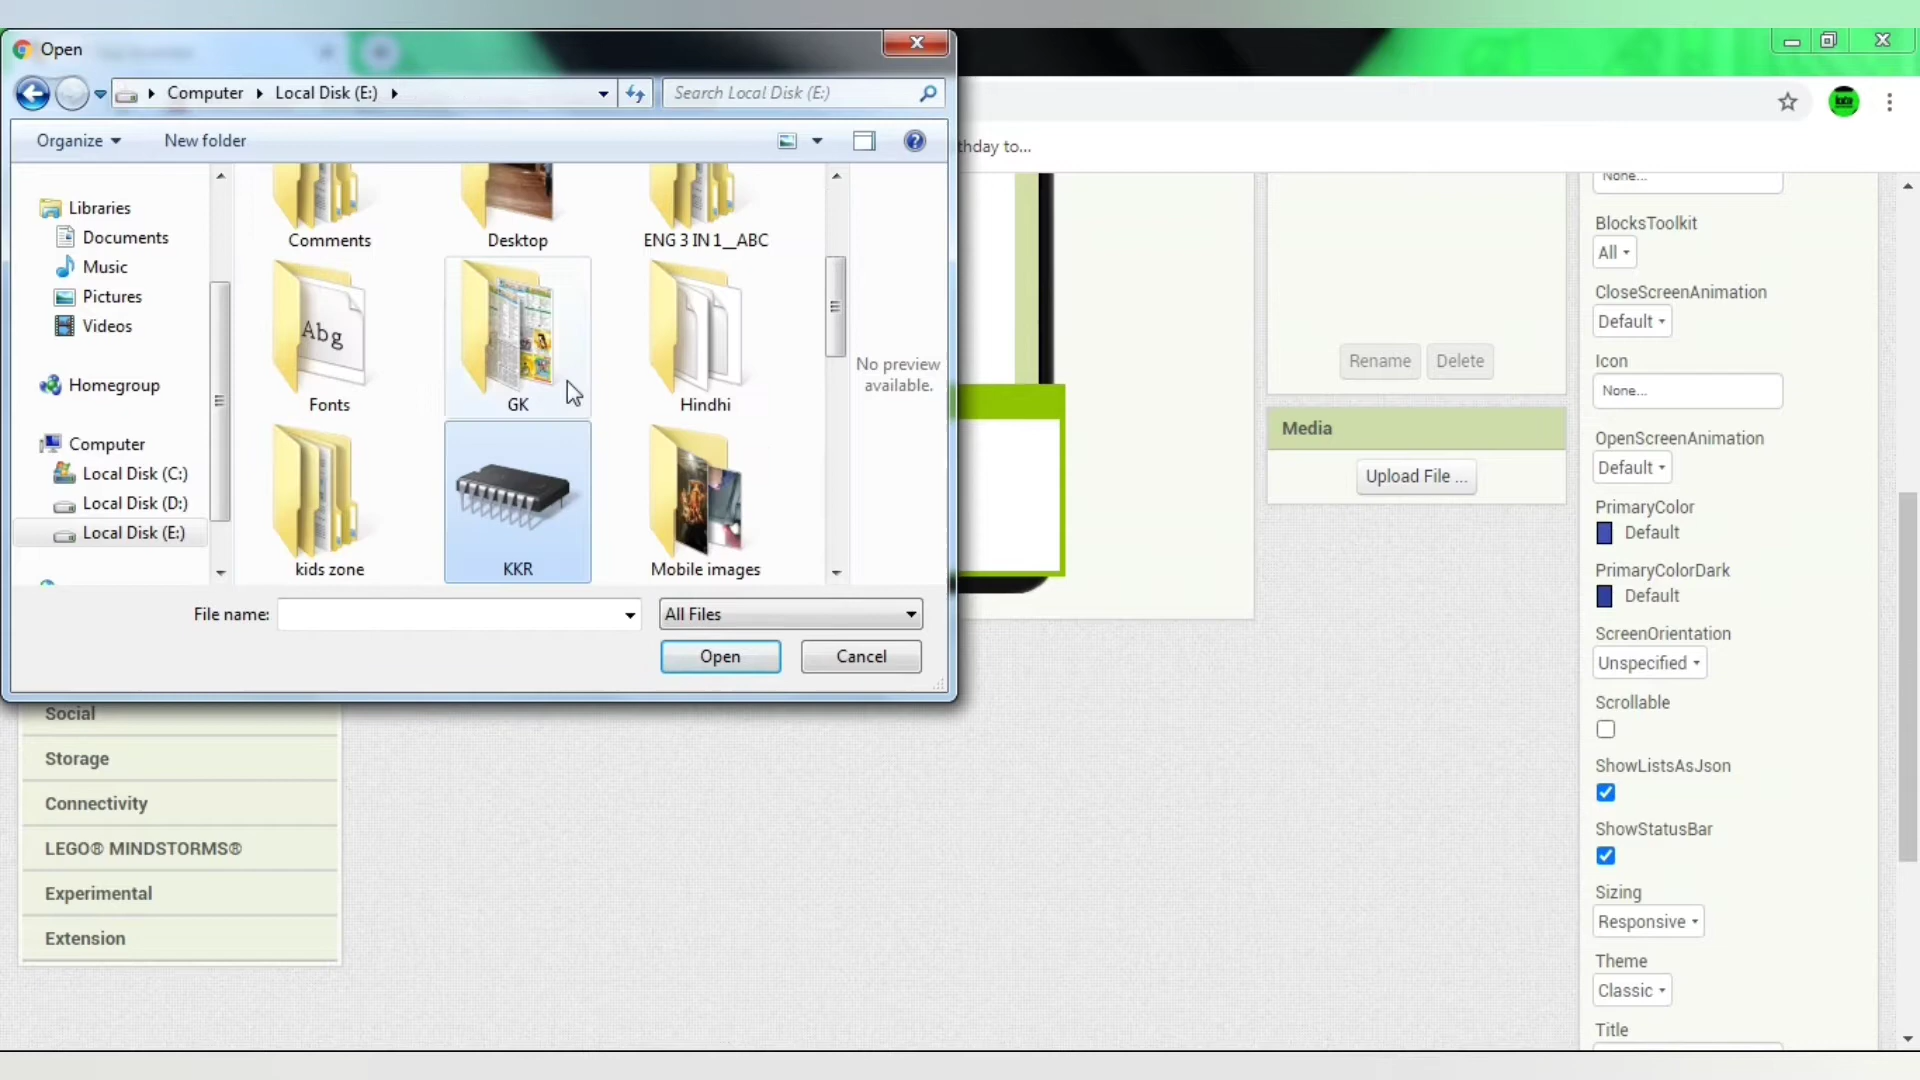 Open
Computer
Local Disk (E:)
Search Local Disk (E:)
Organize
New folder
thday to...
Libraries
Documents
Music
Pictures
Videos
Homegroup
Computer
Local Disk (C:)
Local Disk (D:)
Local Disk (E:)
Comments
Desktop
ENG 3 IN 1__ABC
Abg
Fonts
GK
Hindhi
kids zone
KKR
Mobile images
No preview
available.
File name:
All Files
Open
Cancel
Social
Storage
Connectivity
LEGO® MINDSTORMS®
Experimental
Extension
Rename
Delete
Media
Upload File ...
None...
BlocksToolkit
All
CloseScreenAnimation
Default
Icon
None...
OpenScreenAnimation
Default
PrimaryColor
Default
PrimaryColorDark
Default
ScreenOrientation
Unspecified
Scrollable
ShowListsAsJson
ShowStatusBar
Sizing
Responsive
Theme
Classic
Title